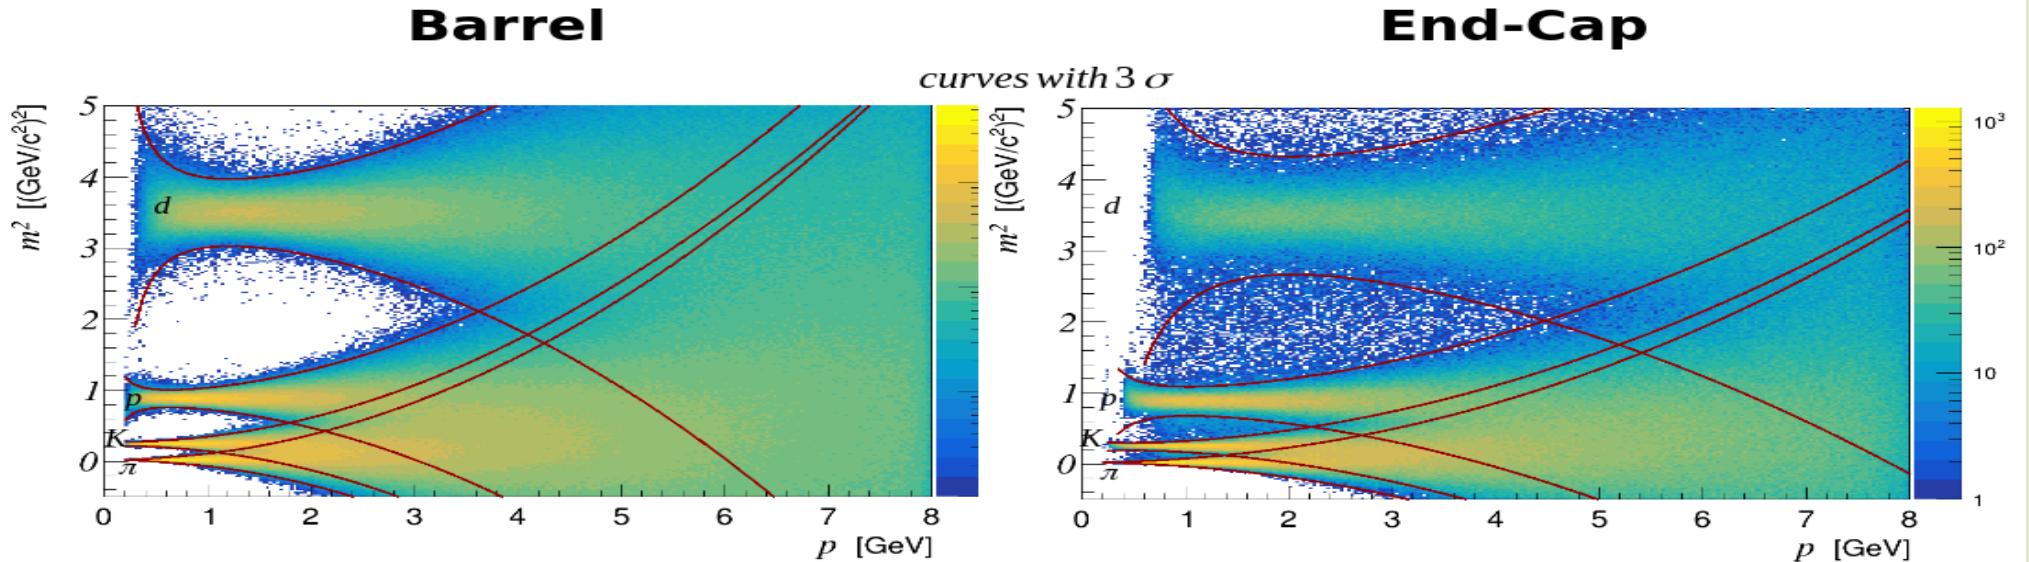 Barrel
End-Cap
curves with 3 σ
m² [(GeV/c²)²]
5
4
3
2
1
0
d
p
K
π
0 1 2 3 4 5 6 7 8
p [GeV]
m² [(GeV/c²)²]
5
4
3
2
1
0
d
p
K
π
0 1 2 3 4 5 6 7 8
p [GeV]
10³
10²
10
1